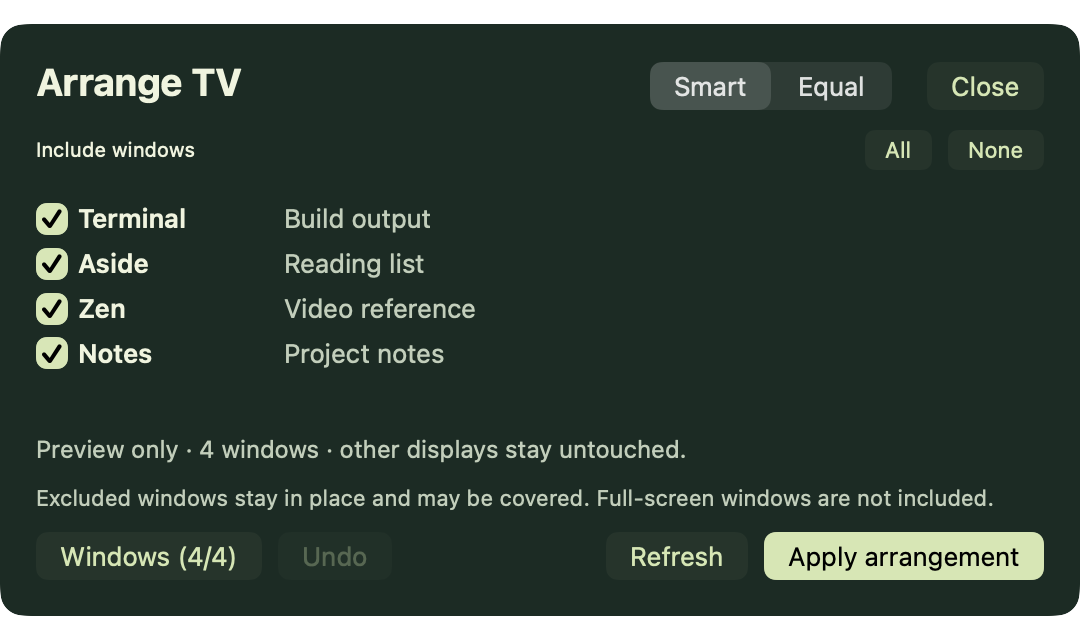 Arrange TV
Smart Equal Close
Include windows
All None
Terminal Build output
Aside Reading list
Zen Video reference
Notes Project notes
Preview only · 4 windows · other displays stay untouched.
Excluded windows stay in place and may be covered. Full-screen windows are not included.
Windows (4/4) Undo Refresh Apply arrangement